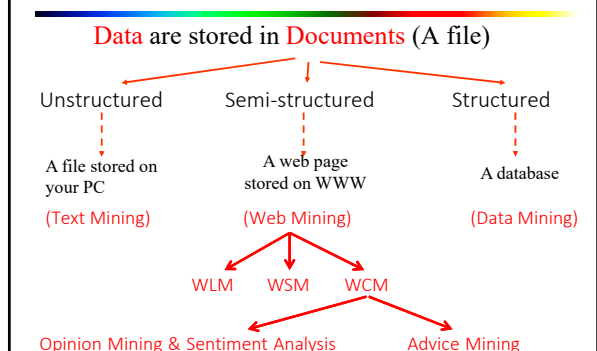 Data are stored in Documents (A file)
Unstructured Semi-structured Structured
A file stored on
your PC
A web page
stored on WWW
A database
(Text Mining) (Web Mining) (Data Mining)
WLM WSM WCM
Opinion Mining & Sentiment Analysis Advice Mining